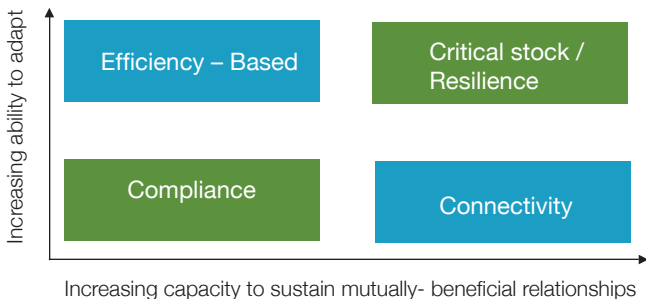 Increasing ability to adapt
Efficiency – Based
Critical stock /
Resilience
Compliance
Connectivity
Increasing capacity to sustain mutually- beneficial relationships